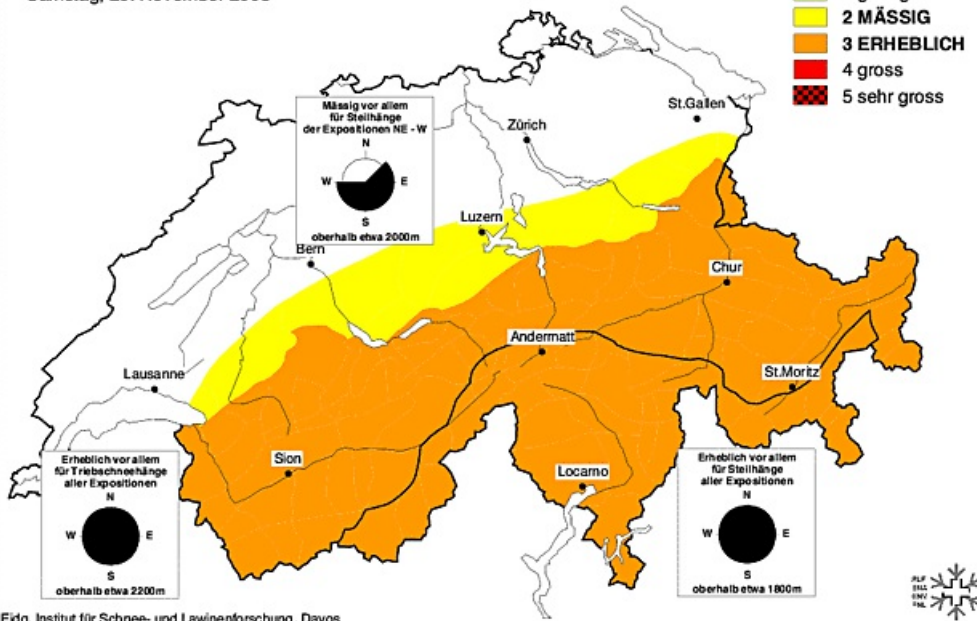 2 MÄSSIG
3 ERHEBLICH
4 gross
5 sehr gross
Mässig vor allem
für Steilhänge
der Expositionen NE - W
N
W E
S
oberhalb etwa 2000m
St.Gallen
Zürich
Luzern
Bern
Chur
Andermatt
St.Moritz
Lausanne
Sion
Locarno
Erheblich vor allem
für Triebschneehänge
aller Expositionen
N
W E
S
oberhalb etwa 2200m
Erheblich vor allem
für Steilhänge
aller Expositionen
N
W E
S
oberhalb etwa 1800m
SLF
Eidg. Institut für Schnee- und Lawinenforschung, Davos